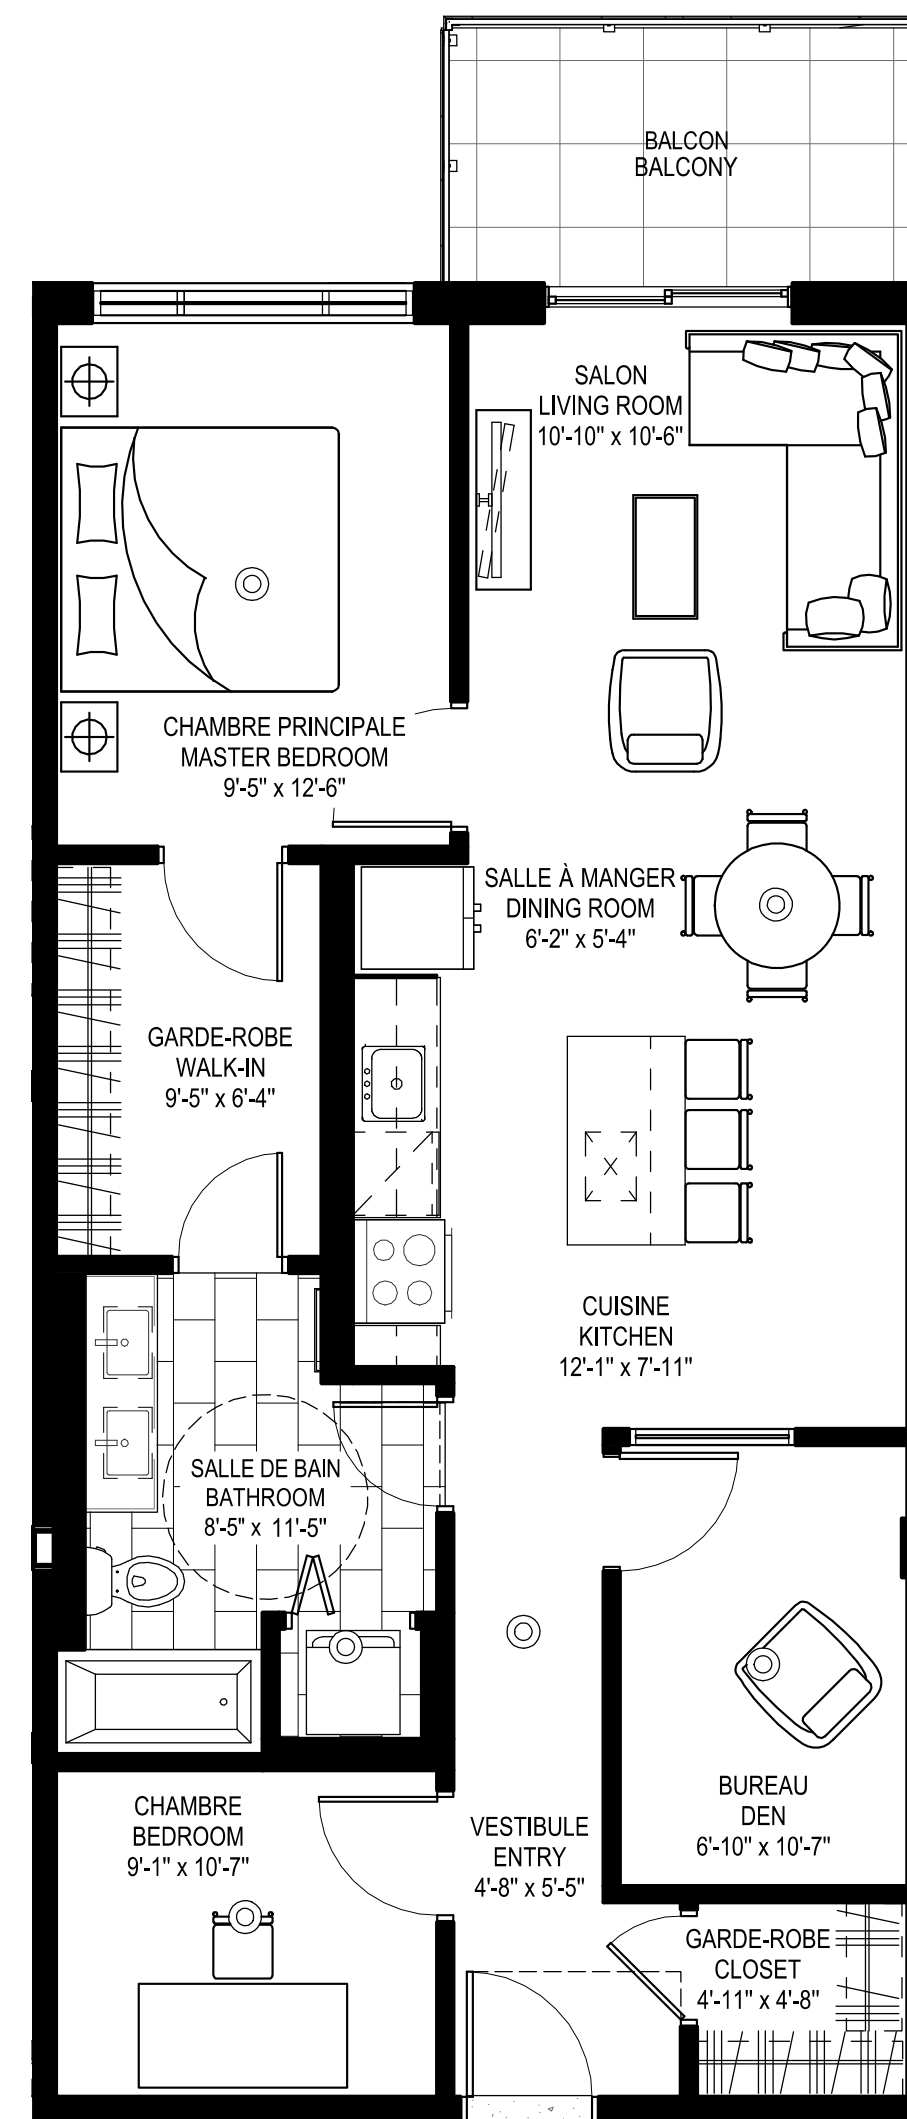 BALCON
BALCONY
SALON
LIVING ROOM
10'-10" x 10'-6"
CHAMBRE PRINCIPALE
MASTER BEDROOM
9'-5" x 12'-6"
SALLE À MANGER
DINING ROOM
6'-2" x 5'-4"
GARDE-ROBE
WALK-IN
9'-5" x 6'-4"
CUISINE
KITCHEN
12'-1" x 7'-11"
SALLE DE BAIN
BATHROOM
8'-5" x 11'-5"
BUREAU
DEN
6'-10" x 10'-7"
CHAMBRE
BEDROOM
9'-1" x 10'-7"
VESTIBULE
ENTRY
4'-8" x 5'-5"
GARDE-ROBE
CLOSET
4'-11" x 4'-8"